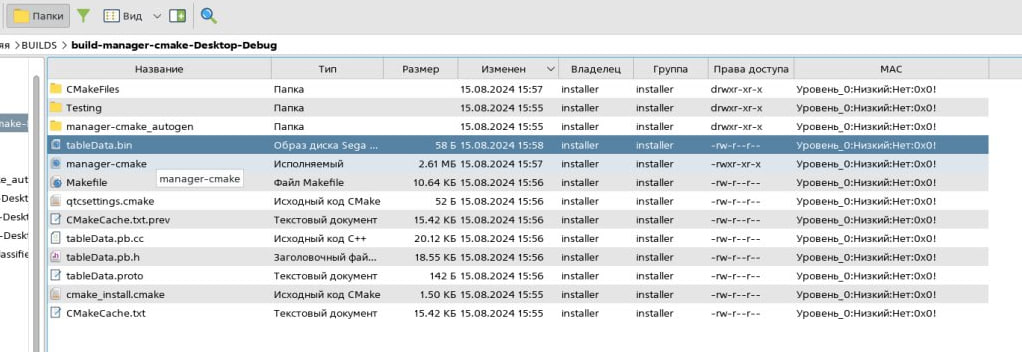 Папки Вид
яя >BUILDS > build-manager-cmake-Desktop-Debug
Название Тип Размер Изменен Владелец Группа Права доступа МАС
CMakeFiles Папка 15.08.2024 15:57 installer installer drwxr-xr-x Уровень_0:Низкий:Нет:0x0!
Testing Папка 15.08.2024 15:55 installer installer drwxr-xr-x Уровень_0:Низкий:Нет:0x0!
manager-cmake_autogen Папка 15.08.2024 15:55 installer installer drwxr-xr-x Уровень_0:Низкий:Нет:0x0!
tableData.bin Образ диска Sega ... 58 Б 15.08.2024 15:58 installer installer -rw-r--r-- Уровень_0:Низкий:Нет:0x0!
manager-cmake Исполняемый 2.61 МБ 15.08.2024 15:57 installer installer -rwxr-xr-x Уровень_0:Низкий:Нет:0x0!
manager-cmake
Makefile Файл Makefile 10.64 КБ 15.08.2024 15:56 installer installer -rw-r--r-- Уровень_0:Низкий:Нет:0x0!
qtcsettings.cmake Исходный код CMake 52 Б 15.08.2024 15:56 installer installer -rw-r--r-- Уровень_0:Низкий:Нет:0x0!
CMakeCache.txt.prev Текстовый документ 15.42 КБ 15.08.2024 15:56 installer installer -rw-r--r-- Уровень_0:Низкий:Нет:0x0!
tableData.pb.cc Исходный код C++ 20.12 КБ 15.08.2024 15:56 installer installer -rw-r--r-- Уровень_0:Низкий:Нет:0x0!
tableData.pb.h Заголовочный фай... 18.55 КБ 15.08.2024 15:56 installer installer -rw-r--r-- Уровень_0:Низкий:Нет:0x0!
tableData.proto Текстовый документ 142 Б 15.08.2024 15:56 installer installer -rw-r--r-- Уровень_0:Низкий:Нет:0x0!
cmake_install.cmake Исходный код CMake 1.50 КБ 15.08.2024 15:55 installer installer -rw-r--r-- Уровень_0:Низкий:Нет:0x0!
CMakeCache.txt Текстовый документ 15.42 КБ 15.08.2024 15:55 installer installer -rw-r--r-- Уровень_0:Низкий:Нет:0x0!